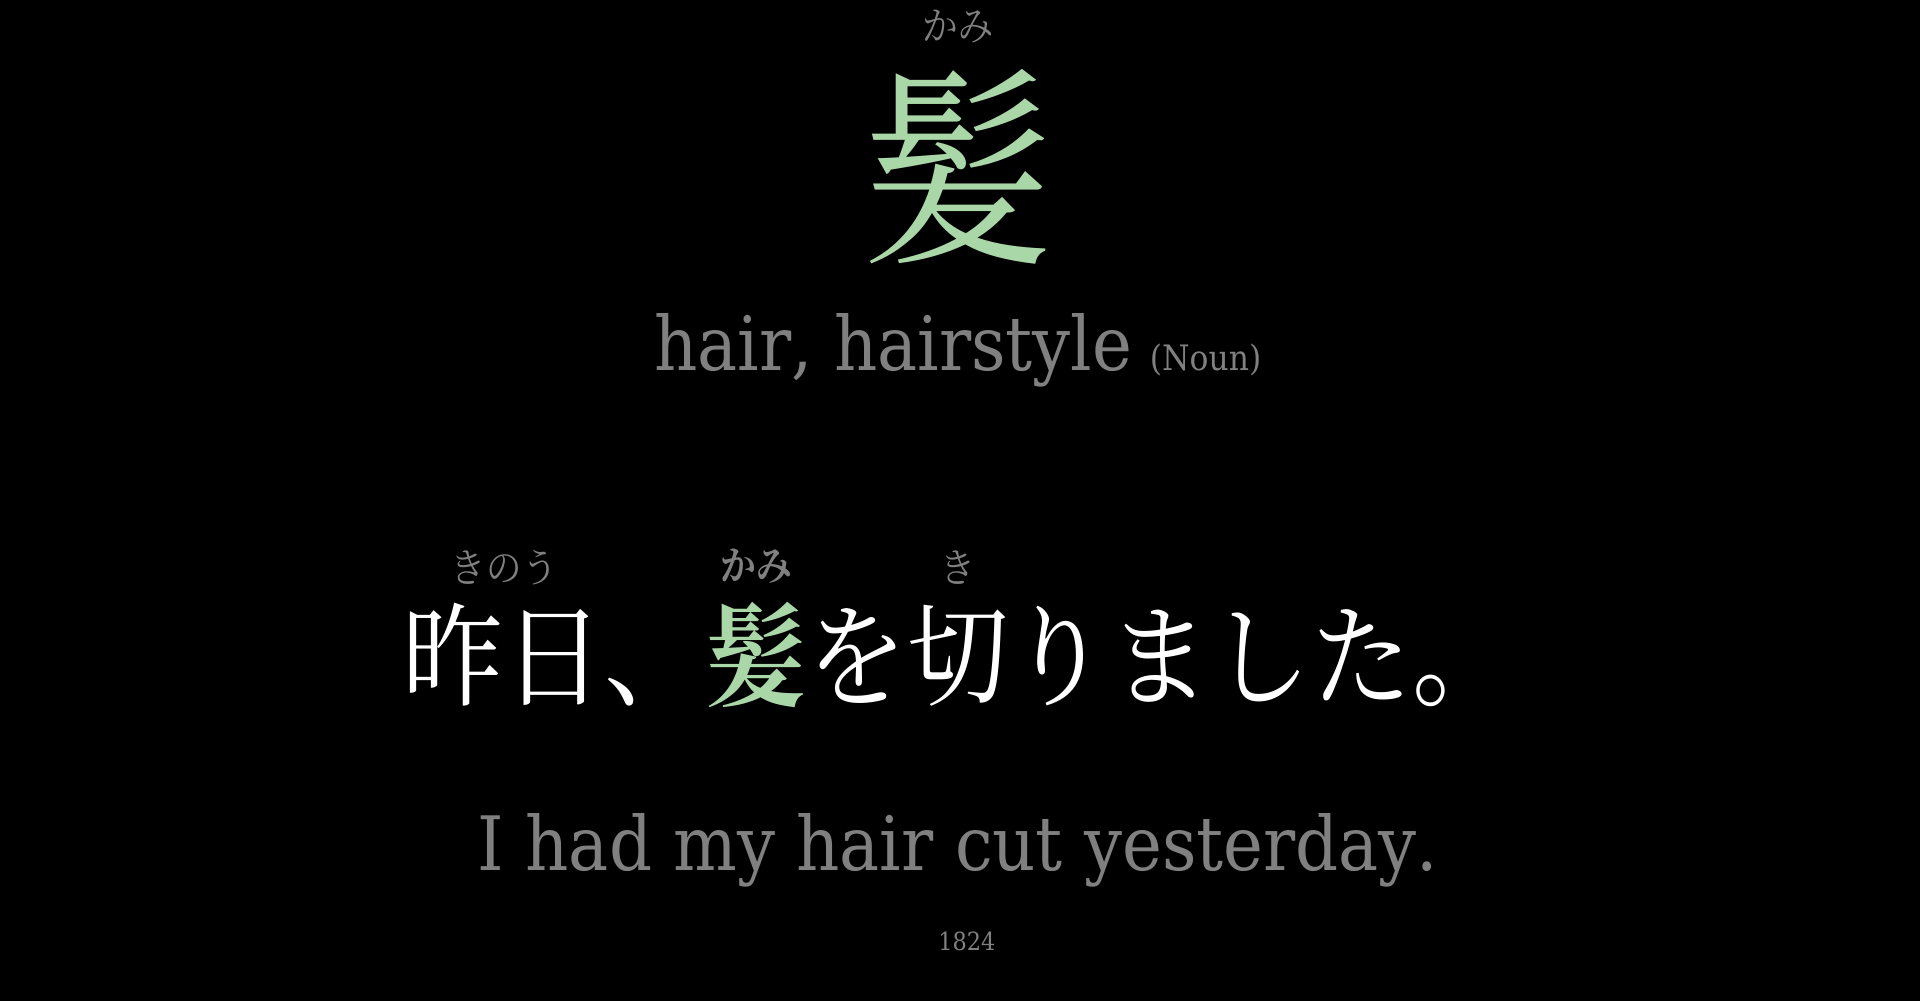 かみ
髪
hair, hairstyle (Noun)
きのう かみ き
昨日、髪を切りました。
I had my hair cut yesterday.
1824